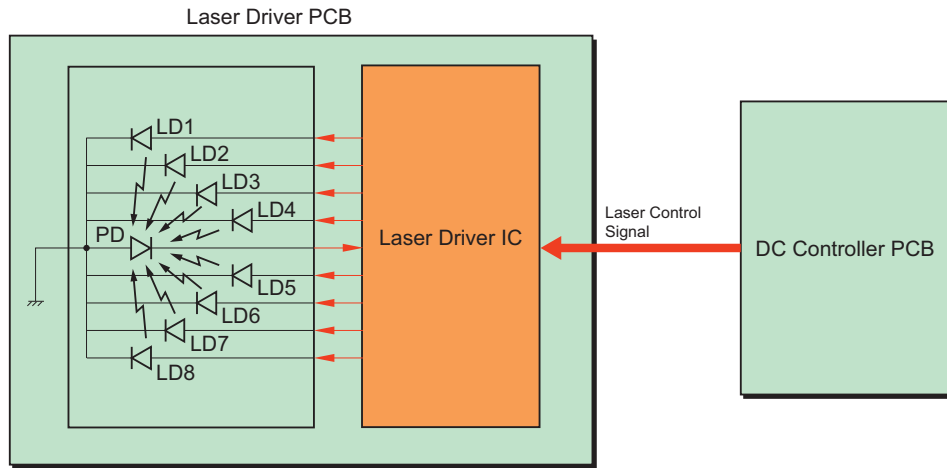 Laser Driver PCB
LD1
LD2
LD3
LD4
PD
LD5
LD6
LD7
LD8
Laser Driver IC
Laser Control
Signal
DC Controller PCB